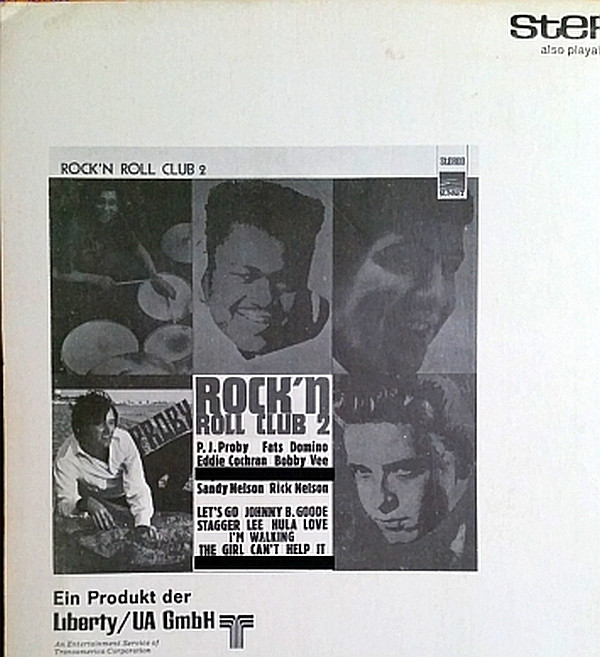 Ster
also playa
ROCK'N ROLL CLUB 2
STEREO
SUNSET
PROBY
ROCK'N
ROLL CLUB 2
P.J.Proby Fats Domino
Eddie Cochran Bobby Vee
Sandy Nelson Rick Nelson
LET'S GO JOHNNY B.GOODE
STAGGER LEE HULA LOVE
I'M WALKING
THE GIRL CAN'T HELP IT
Ein Produkt der
Liberty/UA GmbH
An Entertainment Service of
Transamerica Corporation